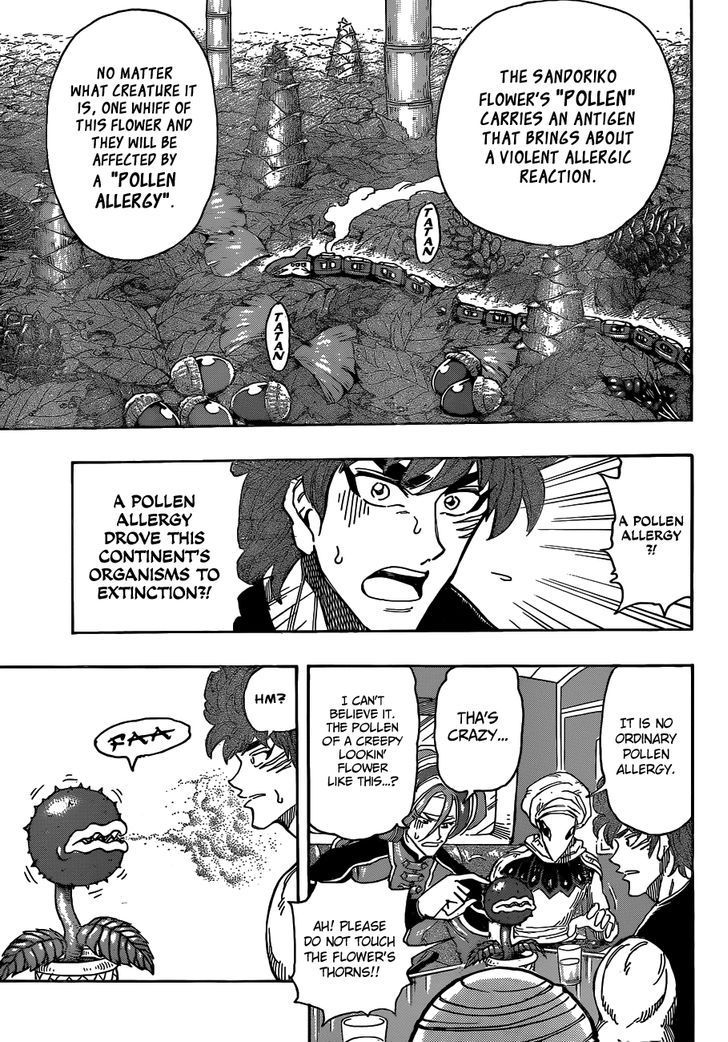 THE SANDORIKO
FLOWER'S "POLLEN"
CARRIES AN ANTIGEN
THAT BRINGS ABOUT
A VIOLENT ALLERGIC
REACTION.
NO MATTER
WHAT CREATURE IT
IS, ONE WHIFF OF
THIS FLOWER AND
THEY WILL BE
AFFECTED BY
A "POLLEN
ALLERGY".
TATAN
TATAN
A POLLEN
ALLERGY
?!
A POLLEN
ALLERGY
DROVE THIS
CONTINENT'S
ORGANISMS TO
EXTINCTION?!
IT IS NO
ORDINARY
POLLEN
ALLERGY.
THA'S
CRAZY...
I CAN'T
BELIEVE IT.
THE POLLEN
OF A CREEPY
LOOKIN'
FLOWER
LIKE THIS...?
AH! PLEASE
DO NOT TOUCH
THE FLOWER'S
THORNS!!
HM?
FAA